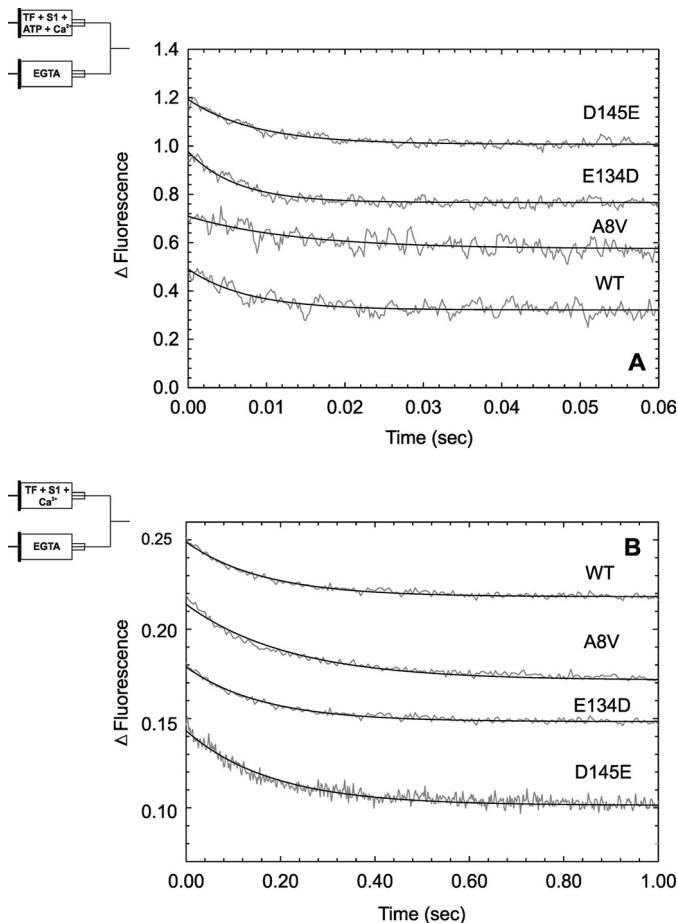 TF + S1 +
ATP + Ca²⁺
EGTA
Δ Fluorescence
1.4
1.2
1.0
0.8
0.6
0.4
0.2
0.0
D145E
E134D
A8V
WT
A
0.00
0.01
0.02
0.03
0.04
0.05
0.06
Time (sec)
TF + S1 +
Ca²⁺
EGTA
Δ Fluorescence
0.25
0.20
0.15
0.10
B
WT
A8V
E134D
D145E
0.00
0.20
0.40
0.60
0.80
1.00
Time (sec)